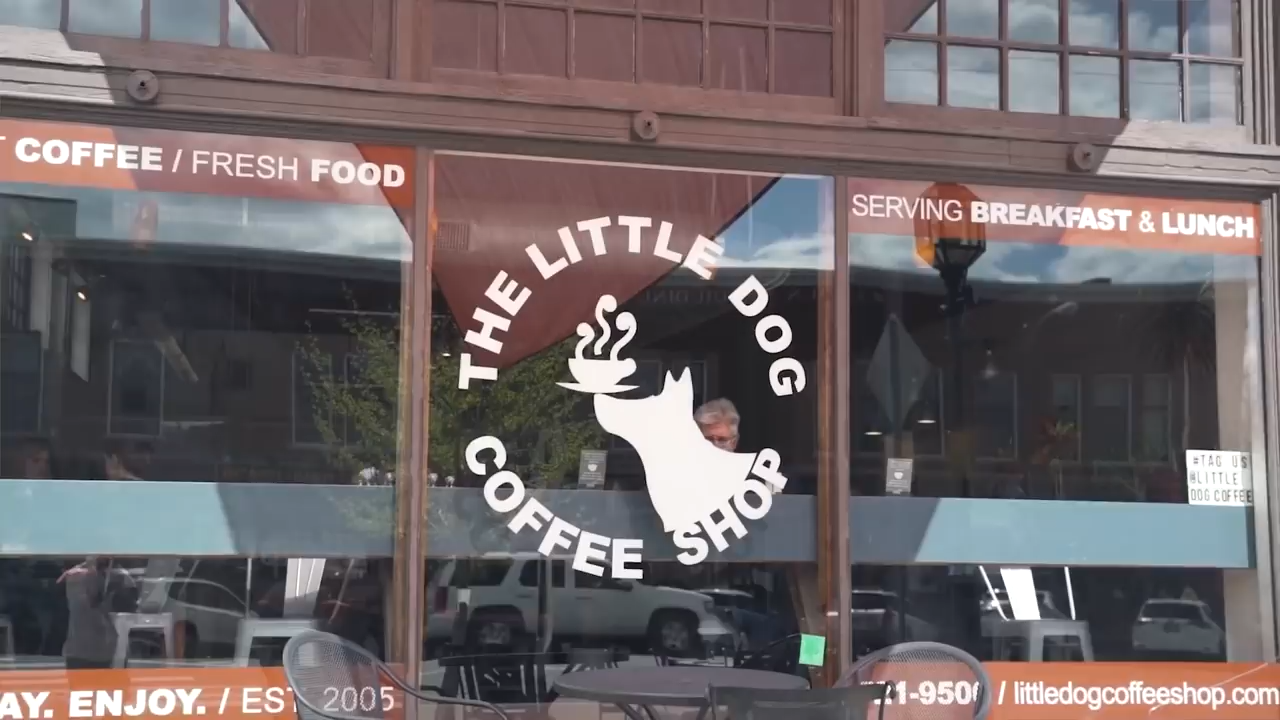 COFFEE / FRESH FOOD
THE LITTLE DOG
COFFEE SHOP
SERVING BREAKFAST & LUNCH
#TAG US
@LITTLE
DOG COFFEE
AY. ENJOY. / EST 2005
21-9500 / littledogcoffeeshop.com